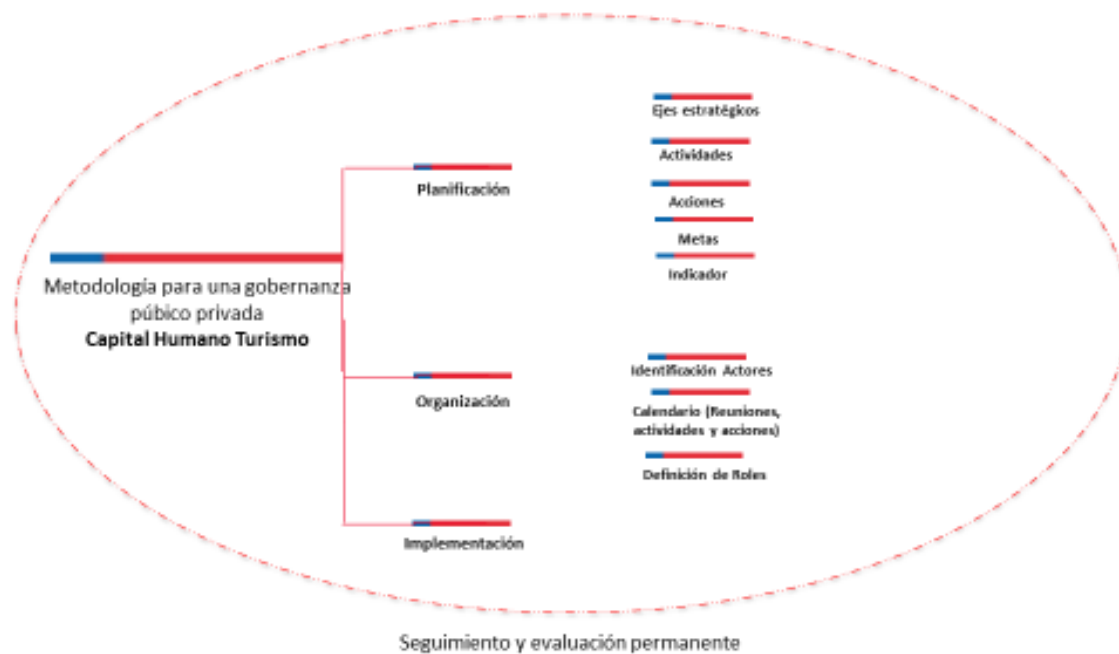 Metodología para una gobernanza
púbico privada
Capital Humano Turismo
Planificación
Ejes estratégicos
Actividades
Acciones
Metas
Indicador
Organización
Identificación Actores
Calendario (Reuniones,
actividades y acciones)
Definición de Roles
Implementación
Seguimiento y evaluación permanente